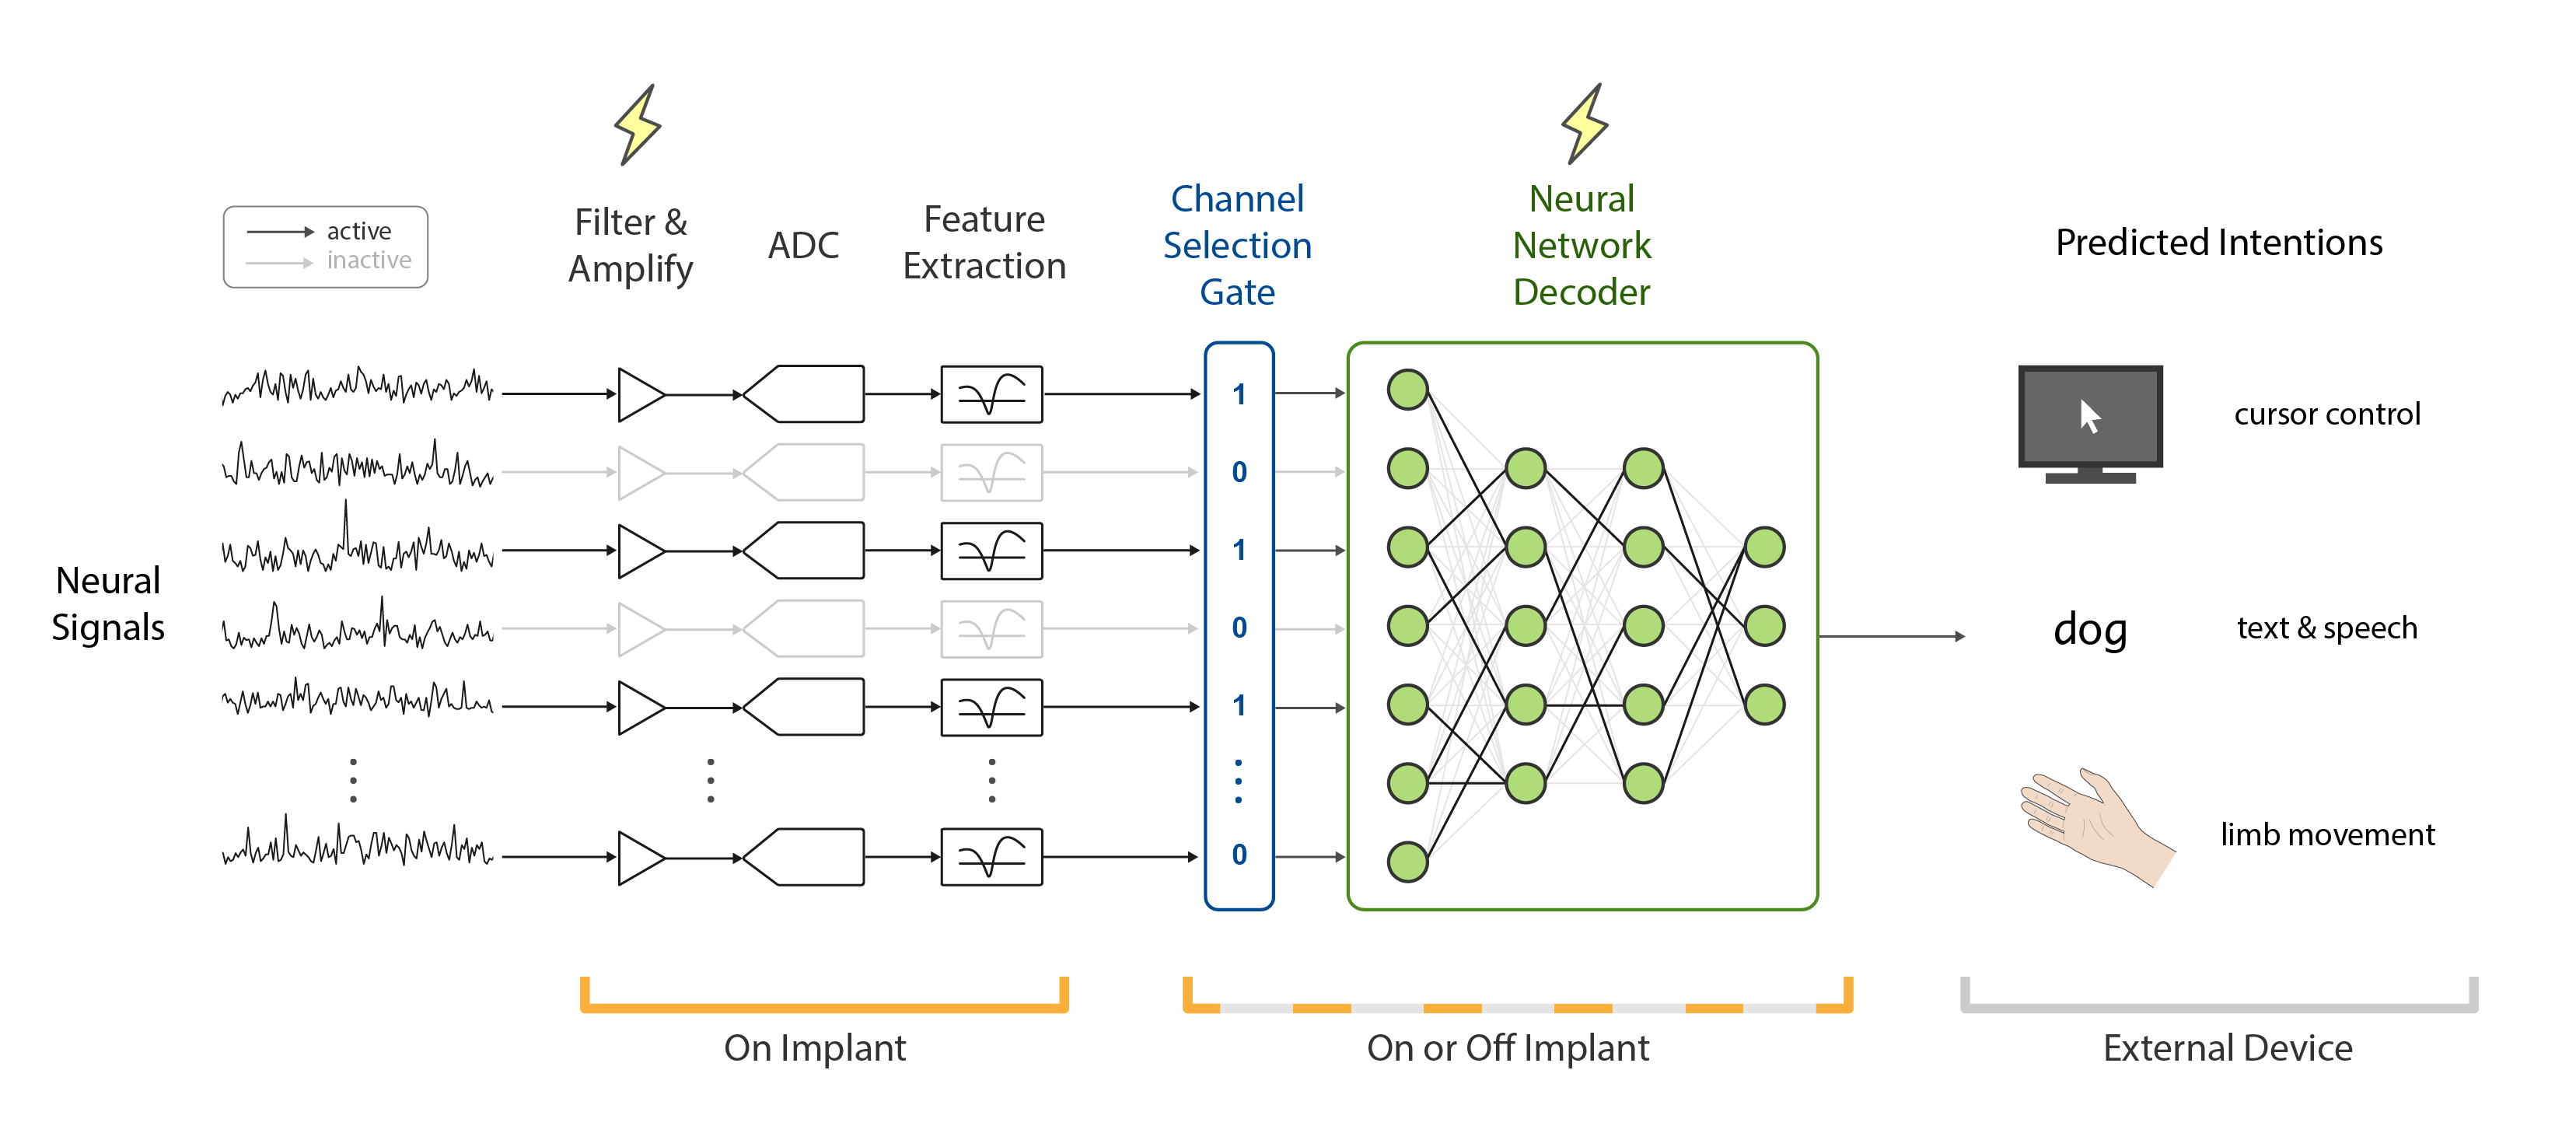 active
inactive
Filter &
Amplify
ADC
Feature
Extraction
Channel
Selection
Gate
Neural
Network
Decoder
Predicted Intentions
Neural
Signals
1
0
1
0
1
0
cursor control
dog
text & speech
limb movement
On Implant
On or Off Implant
External Device